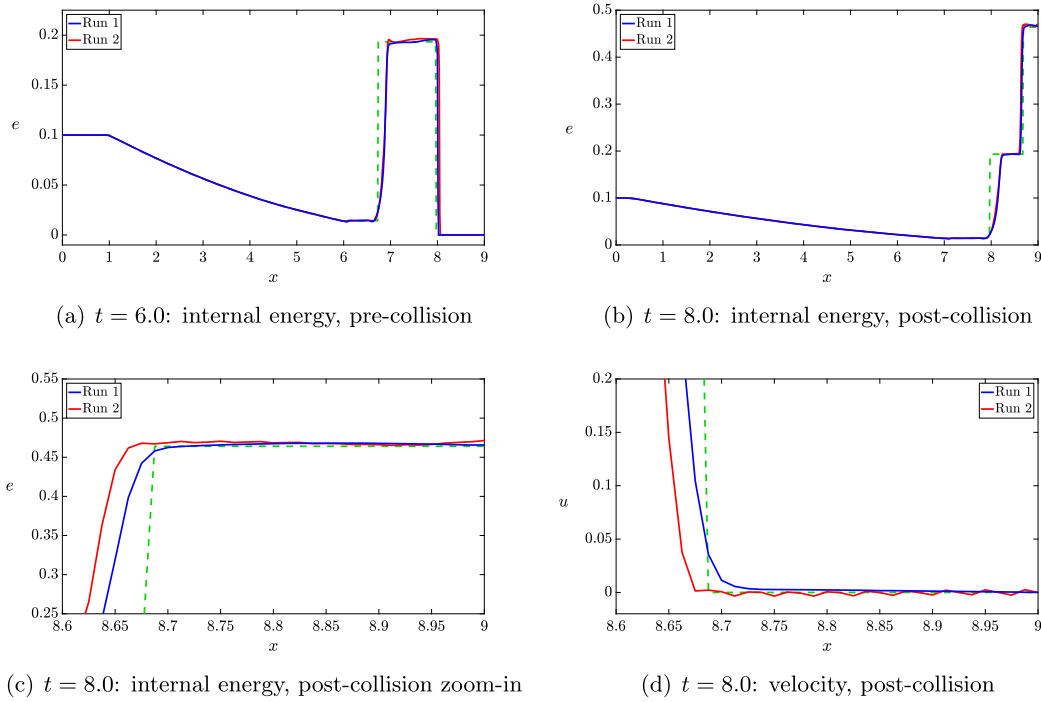 Run 1
Run 2
0.2
0.15
0.1
0.05
0
e
0 1 2 3 4 5 6 7 8 9
x
(a) t = 6.0: internal energy, pre-collision
Run 1
Run 2
0.5
0.4
0.3
0.2
0.1
0
e
0 1 2 3 4 5 6 7 8 9
x
(b) t = 8.0: internal energy, post-collision
Run 1
Run 2
0.55
0.5
0.45
0.4
0.35
0.3
0.25
e
8.6 8.65 8.7 8.75 8.8 8.85 8.9 8.95 9
x
(c) t = 8.0: internal energy, post-collision zoom-in
Run 1
Run 2
0.2
0.15
0.1
0.05
0
u
8.6 8.65 8.7 8.75 8.8 8.85 8.9 8.95 9
x
(d) t = 8.0: velocity, post-collision